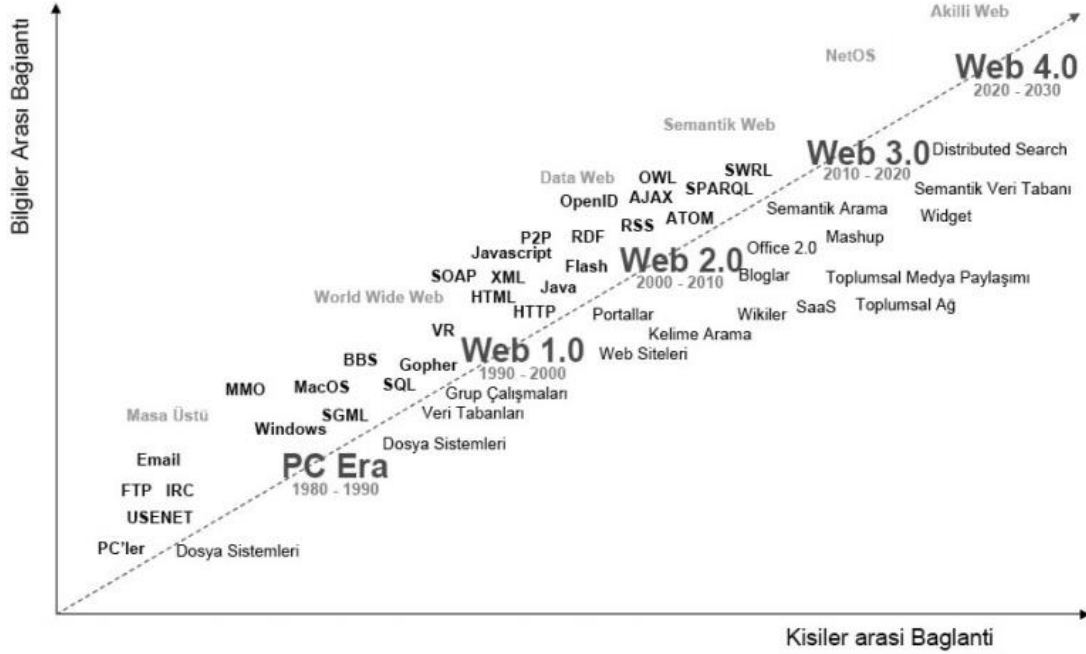 Akilli Web
NetOS
Web 4.0
2020 - 2030
Semantik Web
Web 3.0
2010 - 2020
Distributed Search
Data Web
OWL
SWRL
OpenID
AJAX
SPARQL
Semantik Veri Tabanı
RSS
ATOM
Semantik Arama
Widget
P2P
RDF
Mashup
Javascript
Office 2.0
Flash
Web 2.0
2000 - 2010
Bloglar
Toplumsal Medya Paylaşımı
SOAP
XML
Java
World Wide Web
HTML
HTTP
Portallar
Wikiler
SaaS
Toplumsal Ağ
VR
Kelime Arama
Web 1.0
1990 - 2000
Web Siteleri
BBS
Gopher
MMO
MacOS
SQL
Grup Çalışmaları
Masa Üstü
SGML
Veri Tabanları
Windows
Dosya Sistemleri
Email
PC Era
1980 - 1990
FTP
IRC
USENET
PC'ler
Dosya Sistemleri
Bilgiler Arası Bağlantı
Kisiler arasi Baglanti